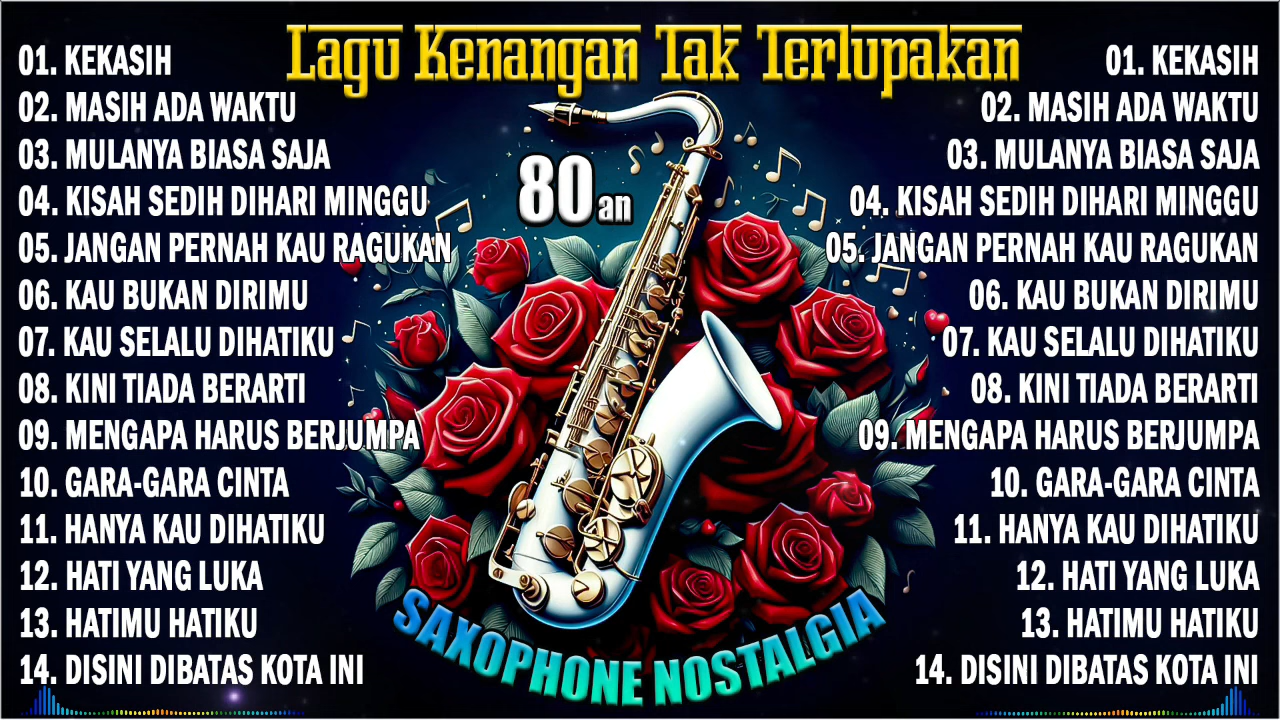 Lagu Kenangan Tak Terlupakan
80an
01. KEKASIH
02. MASIH ADA WAKTU
03. MULANYA BIASA SAJA
04. KISAH SEDIH DIHARI MINGGU
05. JANGAN PERNAH KAU RAGUKAN
06. KAU BUKAN DIRIMU
07. KAU SELALU DIHATIKU
08. KINI TIADA BERARTI
09. MENGAPA HARUS BERJUMPA
10. GARA-GARA CINTA
11. HANYA KAU DIHATIKU
12. HATI YANG LUKA
13. HATIMU HATIKU
14. DISINI DIBATAS KOTA INI
01. KEKASIH
02. MASIH ADA WAKTU
03. MULANYA BIASA SAJA
04. KISAH SEDIH DIHARI MINGGU
05. JANGAN PERNAH KAU RAGUKAN
06. KAU BUKAN DIRIMU
07. KAU SELALU DIHATIKU
08. KINI TIADA BERARTI
09. MENGAPA HARUS BERJUMPA
10. GARA-GARA CINTA
11. HANYA KAU DIHATIKU
12. HATI YANG LUKA
13. HATIMU HATIKU
14. DISINI DIBATAS KOTA INI
SAXOPHONE NOSTALGIA